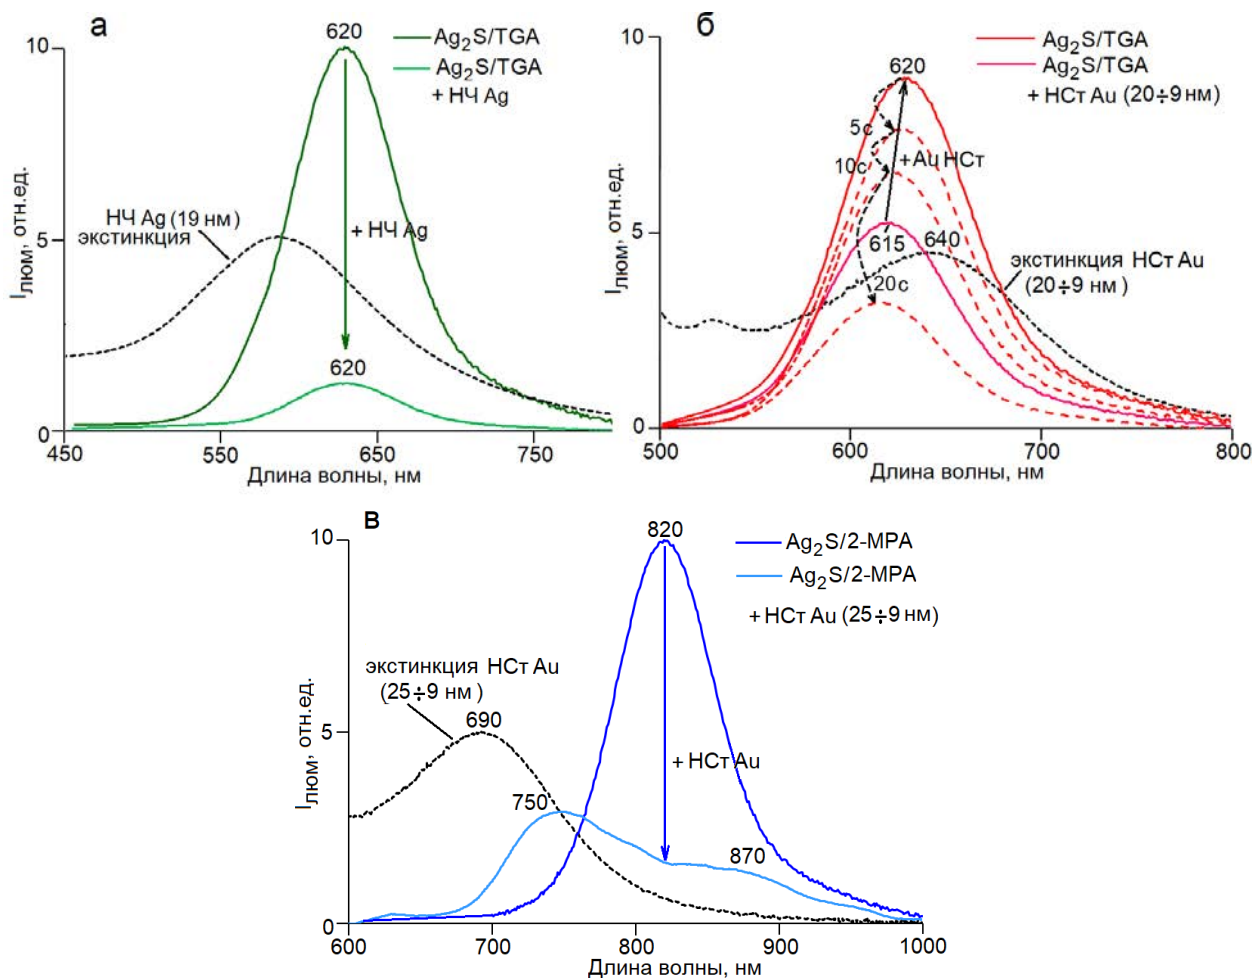 а
620
Ag2S/TGA
Ag2S/TGA
+ НЧ Ag
10
5
0
Iлюм, отн.ед.
НЧ Ag (19 нм)
экстинкция
+ НЧ Ag
620
450
550
650
750
Длина волны, нм
б
620
Ag2S/TGA
Ag2S/TGA
+ НСт Au (20÷9 нм)
10
5
0
Iлюм, отн.ед.
5с
10с
+Au НСт
615
640
20с
экстинкция НСт Au
(20÷9 нм )
500
600
700
800
Длина волны, нм
в
820
Ag2S/2-MPA
Ag2S/2-MPA
+ НСт Au (25÷9 нм)
10
5
0
Iлюм, отн.ед.
экстинкция НСт Au
(25÷9 нм )
690
+ НСт Au
750
870
600
700
800
900
1000
Длина волны, нм